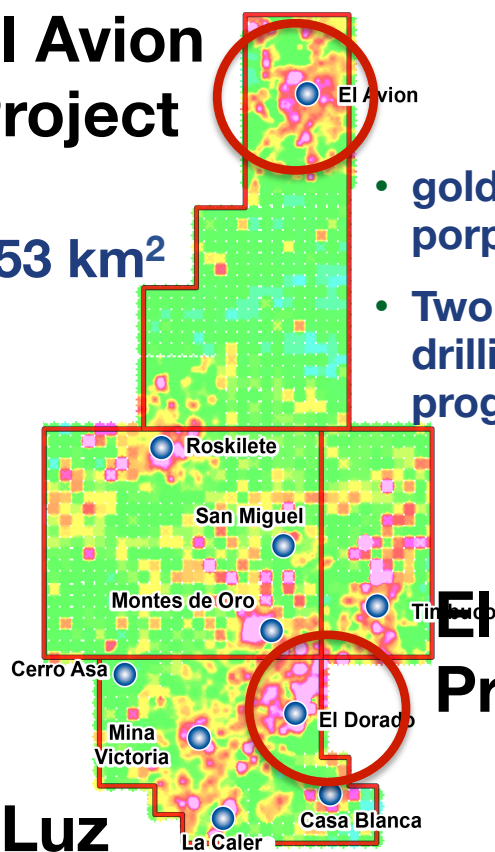 l Avion
roject
El Avion
53 km²
• gold
porp
• Two
drilli
prog
Roskilete
San Miguel
Montes de Oro
El
Pr
Cerro Asa
El Dorado
Mina
Victoria
Casa Blanca
Luz
La Caler